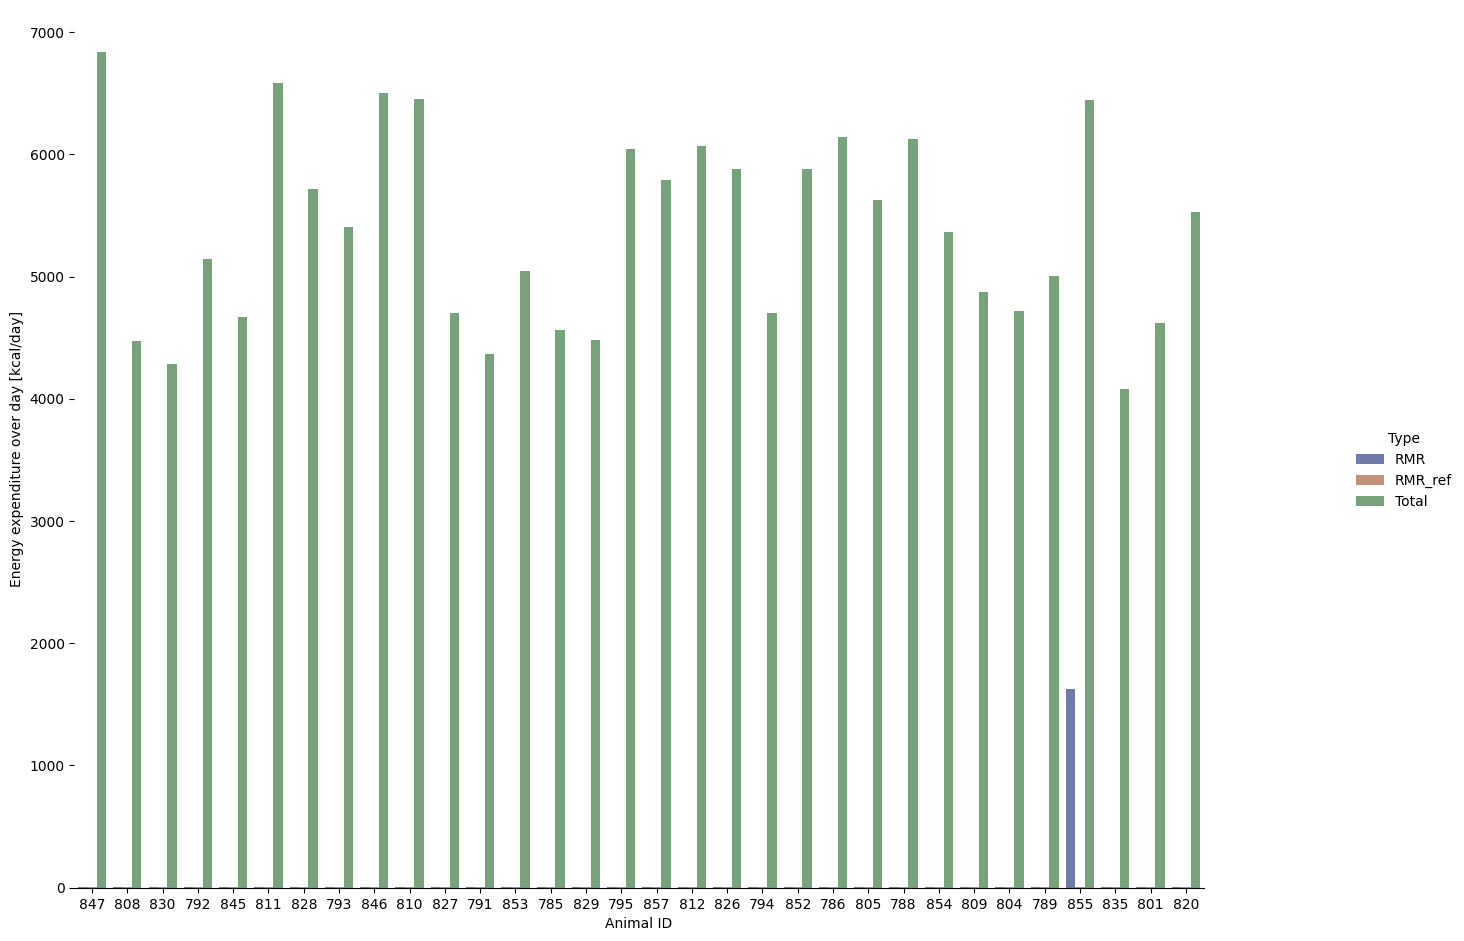 7000
6000
5000
4000
3000
2000
1000
0
Energy expenditure over day [kcal/day]
847 808 830 792 845 811 828 793 846 810 827 791 853 785 829 795 857 812 826 794 852 786 805 788 854 809 804 789 855 835 801 820
Animal ID
Type
RMR
RMR_ref
Total